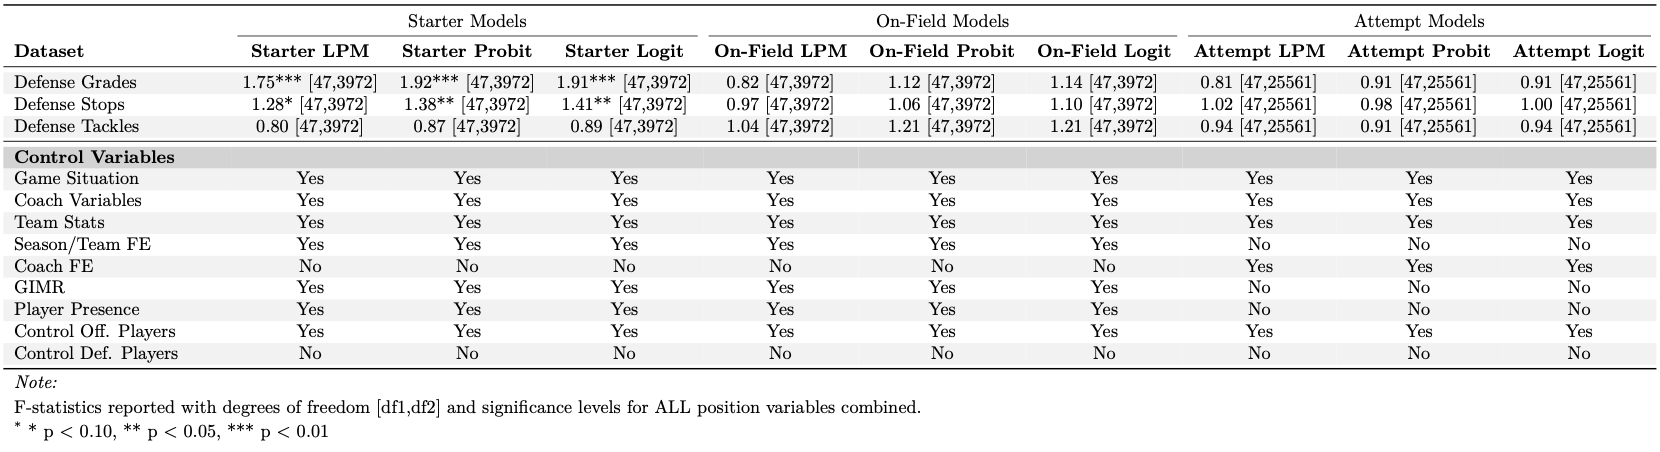 Starter Models On-Field Models Attempt Models
Dataset Starter LPM Starter Probit Starter Logit On-Field LPM On-Field Probit On-Field Logit Attempt LPM Attempt Probit Attempt Logit
Defense Grades 1.75*** [47,3972] 1.92*** [47,3972] 1.91*** [47,3972] 0.82 [47,3972] 1.12 [47,3972] 1.14 [47,3972] 0.81 [47,25561] 0.91 [47,25561] 0.91 [47,25561]
Defense Stops 1.28* [47,3972] 1.38** [47,3972] 1.41** [47,3972] 0.97 [47,3972] 1.06 [47,3972] 1.10 [47,3972] 1.02 [47,25561] 0.98 [47,25561] 1.00 [47,25561]
Defense Tackles 0.80 [47,3972] 0.87 [47,3972] 0.89 [47,3972] 1.04 [47,3972] 1.21 [47,3972] 1.21 [47,3972] 0.94 [47,25561] 0.91 [47,25561] 0.94 [47,25561]
Control Variables
Game Situation Yes Yes Yes Yes Yes Yes Yes Yes Yes
Coach Variables Yes Yes Yes Yes Yes Yes Yes Yes Yes
Team Stats Yes Yes Yes Yes Yes Yes Yes Yes Yes
Season/Team FE Yes Yes Yes Yes Yes Yes No No No
Coach FE No No No No No No Yes Yes Yes
GIMR Yes Yes Yes Yes Yes Yes No No No
Player Presence Yes Yes Yes Yes Yes Yes No No No
Control Off. Players Yes Yes Yes Yes Yes Yes Yes Yes Yes
Control Def. Players No No No No No No No No No
Note:
F-statistics reported with degrees of freedom [df1,df2] and significance levels for ALL position variables combined.
* * p < 0.10, ** p < 0.05, *** p < 0.01